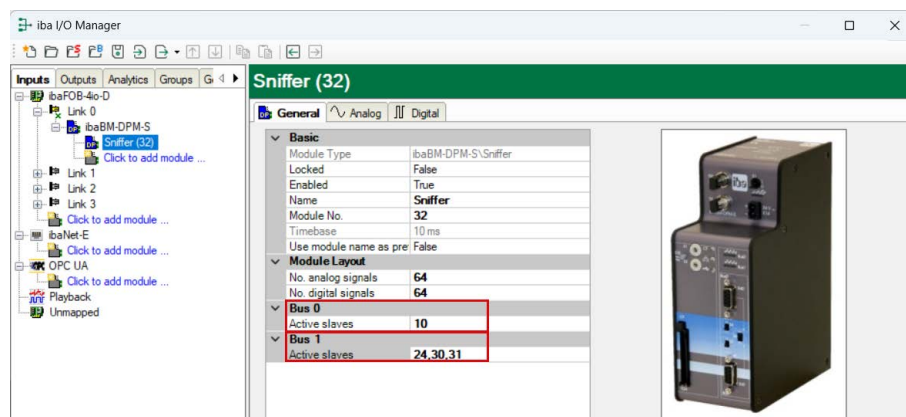 iba I/O Manager
Inputs Outputs Analytics Groups G
ibaFOB-4io-D
Link 0
ibaBM-DPM-S
Sniffer (32)
Click to add module ...
Link 1
Link 2
Link 3
Click to add module ...
ibaNet-E
Click to add module ...
OPC UA
Click to add module ...
Playback
Unmapped
Sniffer (32)
General Analog Digital
Basic
Module Type ibaBM-DPM-S\Sniffer
Locked False
Enabled True
Name Sniffer
Module No. 32
Timebase 10 ms
Use module name as pre False
Module Layout
No. analog signals 64
No. digital signals 64
Bus 0
Active slaves 10
Bus 1
Active slaves 24,30,31
iba